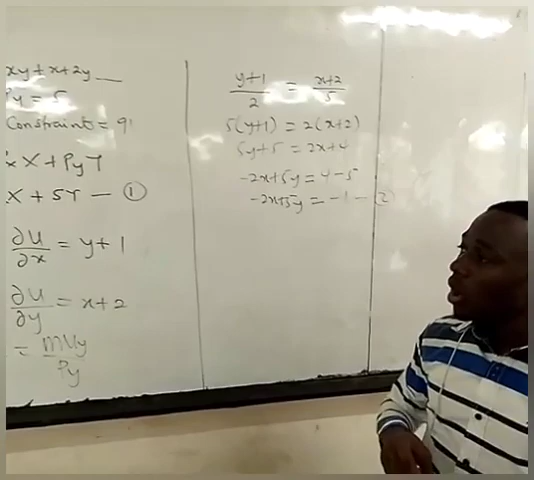 xy + x + 2y
Py = 5
Constraint = 91
x X + PyY
X + 5Y — ①
∂U/∂x = y + 1
∂U/∂y = x + 2
= MUy/Py
(y+1)/2 = (x+2)/5
5(y+1) = 2(x+2)
5y + 5 = 2x + 4
-2x + 5y = 4 - 5
-2x + 5y = -1 — ②